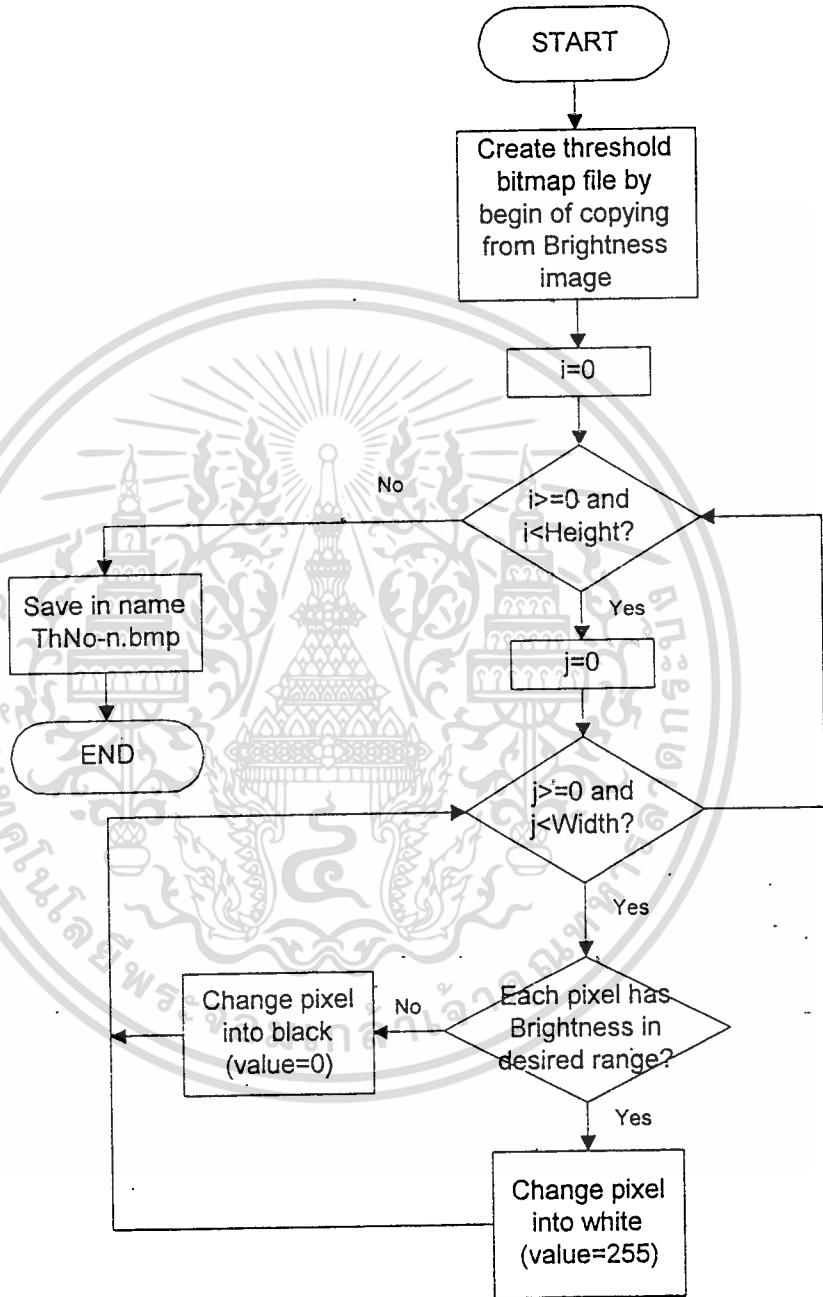 START
Create threshold
bitmap file by
begin of copying
from Brightness
image
i=0
i>=0 and
i<Height?
No
Yes
Save in name
ThNo-n.bmp
END
j=0
j>=0 and
j<Width?
Yes
Each pixel has
Brightness in
desired range?
No
Change pixel
into black
(value=0)
Yes
Change pixel
into white
(value=255)